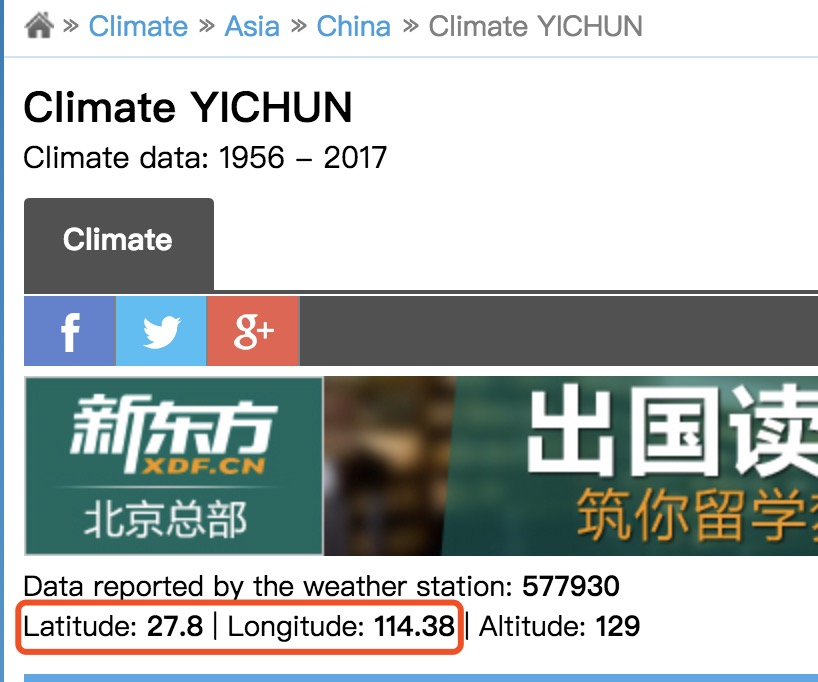 » Climate » Asia » China » Climate YICHUN
Climate YICHUN
Climate data: 1956 – 2017
Climate
f g+
新东方
XDF.CN
北京总部
出国读
筑你留学
Data reported by the weather station: 577930
Latitude: 27.8 | Longitude: 114.38 | Altitude: 129